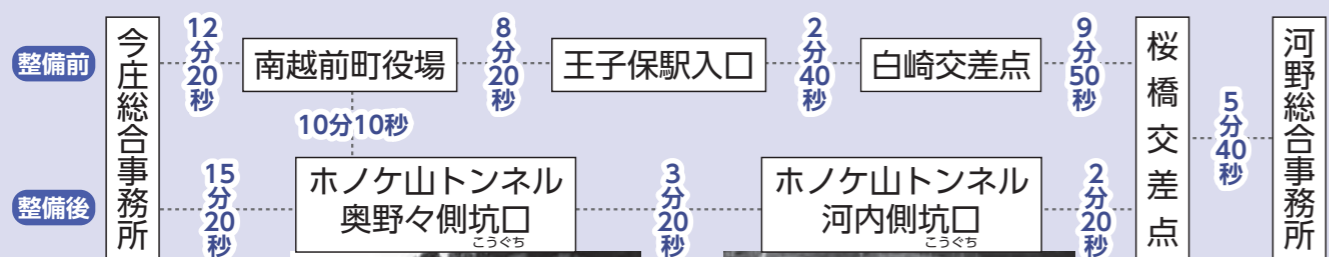 整備前
今庄総合事務所
12分20秒
南越前町役場
8分20秒
王子保駅入口
2分40秒
白崎交差点
9分50秒
桜橋交差点
5分40秒
河野総合事務所
10分10秒
整備後
15分20秒
ホノケ山トンネル
奥野々側坑口
こうぐち
3分20秒
ホノケ山トンネル
河内側坑口
こうぐち
2分20秒